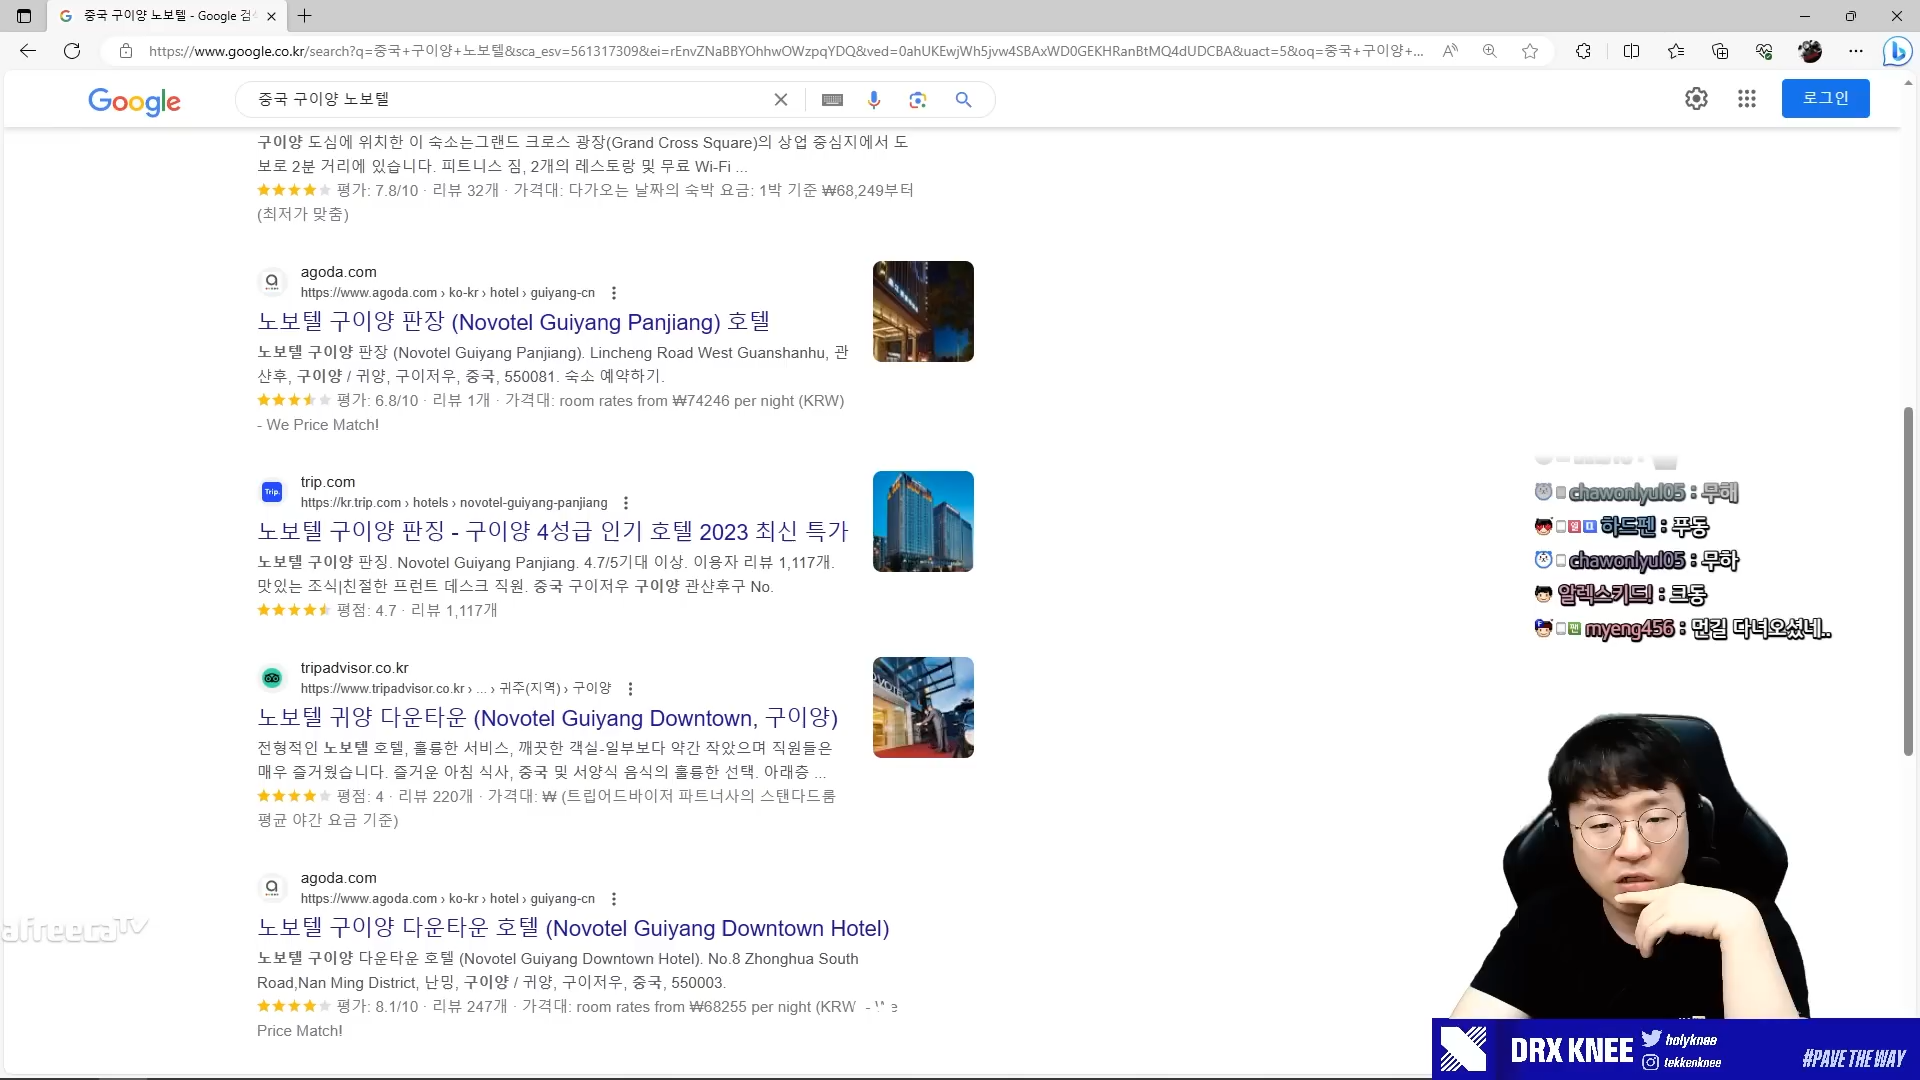 중국 구이양 노보텔 - Google 검색
https://www.google.co.kr/search?q=중국+구이양+노보텔&sca_esv=561317309&ei=rEnvZNaBBYOhhwOWzpqYDQ&ved=0ahUKEwjWh5jvw4SBAxWD0GEKHRanBtMQ4dUDCBA&uact=5&oq=중국+구이양+...
Google
중국 구이양 노보텔
로그인
구이양 도심에 위치한 이 숙소는그랜드 크로스 광장(Grand Cross Square)의 상업 중심지에서 도
보로 2분 거리에 있습니다. 피트니스 짐, 2개의 레스토랑 및 무료 Wi-Fi ...
평가: 7.8/10 · 리뷰 32개 · 가격대: 다가오는 날짜의 숙박 요금: 1박 기준 ₩68,249부터
(최저가 맞춤)
agoda.com
https://www.agoda.com › ko-kr › hotel › guiyang-cn
노보텔 구이양 판장 (Novotel Guiyang Panjiang) 호텔
노보텔 구이양 판장 (Novotel Guiyang Panjiang). Lincheng Road West Guanshanhu, 관
샨후, 구이양 / 귀양, 구이저우, 중국, 550081. 숙소 예약하기.
평가: 6.8/10 · 리뷰 1개 · 가격대: room rates from ₩74246 per night (KRW)
- We Price Match!
Trip.
trip.com
https://kr.trip.com › hotels › novotel-guiyang-panjiang
노보텔 구이양 판징 - 구이양 4성급 인기 호텔 2023 최신 특가
노보텔 구이양 판징. Novotel Guiyang Panjiang. 4.7/5기대 이상. 이용자 리뷰 1,117개.
맛있는 조식|친절한 프런트 데스크 직원. 중국 구이저우 구이양 관샨후구 No.
평점: 4.7 · 리뷰 1,117개
tripadvisor.co.kr
https://www.tripadvisor.co.kr › ... › 귀주(지역) › 구이양
노보텔 귀양 다운타운 (Novotel Guiyang Downtown, 구이양)
전형적인 노보텔 호텔, 훌륭한 서비스, 깨끗한 객실-일부보다 약간 작았으며 직원들은
매우 즐거웠습니다. 즐거운 아침 식사, 중국 및 서양식 음식의 훌륭한 선택. 아래층 ...
평점: 4 · 리뷰 220개 · 가격대: ₩ (트립어드바이저 파트너사의 스탠다드룸
평균 야간 요금 기준)
agoda.com
https://www.agoda.com › ko-kr › hotel › guiyang-cn
노보텔 구이양 다운타운 호텔 (Novotel Guiyang Downtown Hotel)
노보텔 구이양 다운타운 호텔 (Novotel Guiyang Downtown Hotel). No.8 Zhonghua South
Road,Nan Ming District, 난밍, 구이양 / 귀양, 구이저우, 중국, 550003.
평가: 8.1/10 · 리뷰 247개 · 가격대: room rates from ₩68255 per night (KRW
Price Match!
afreecaTV
chawonlyul05 : 무해
하드펜 : 푸동
chawonlyul05 : 무하
알렉스키드! : 크동
myeng456 : 먼길 다녀오셨네..
DRX KNEE
holyknee
tekkenknee
#PAVE THE WAY